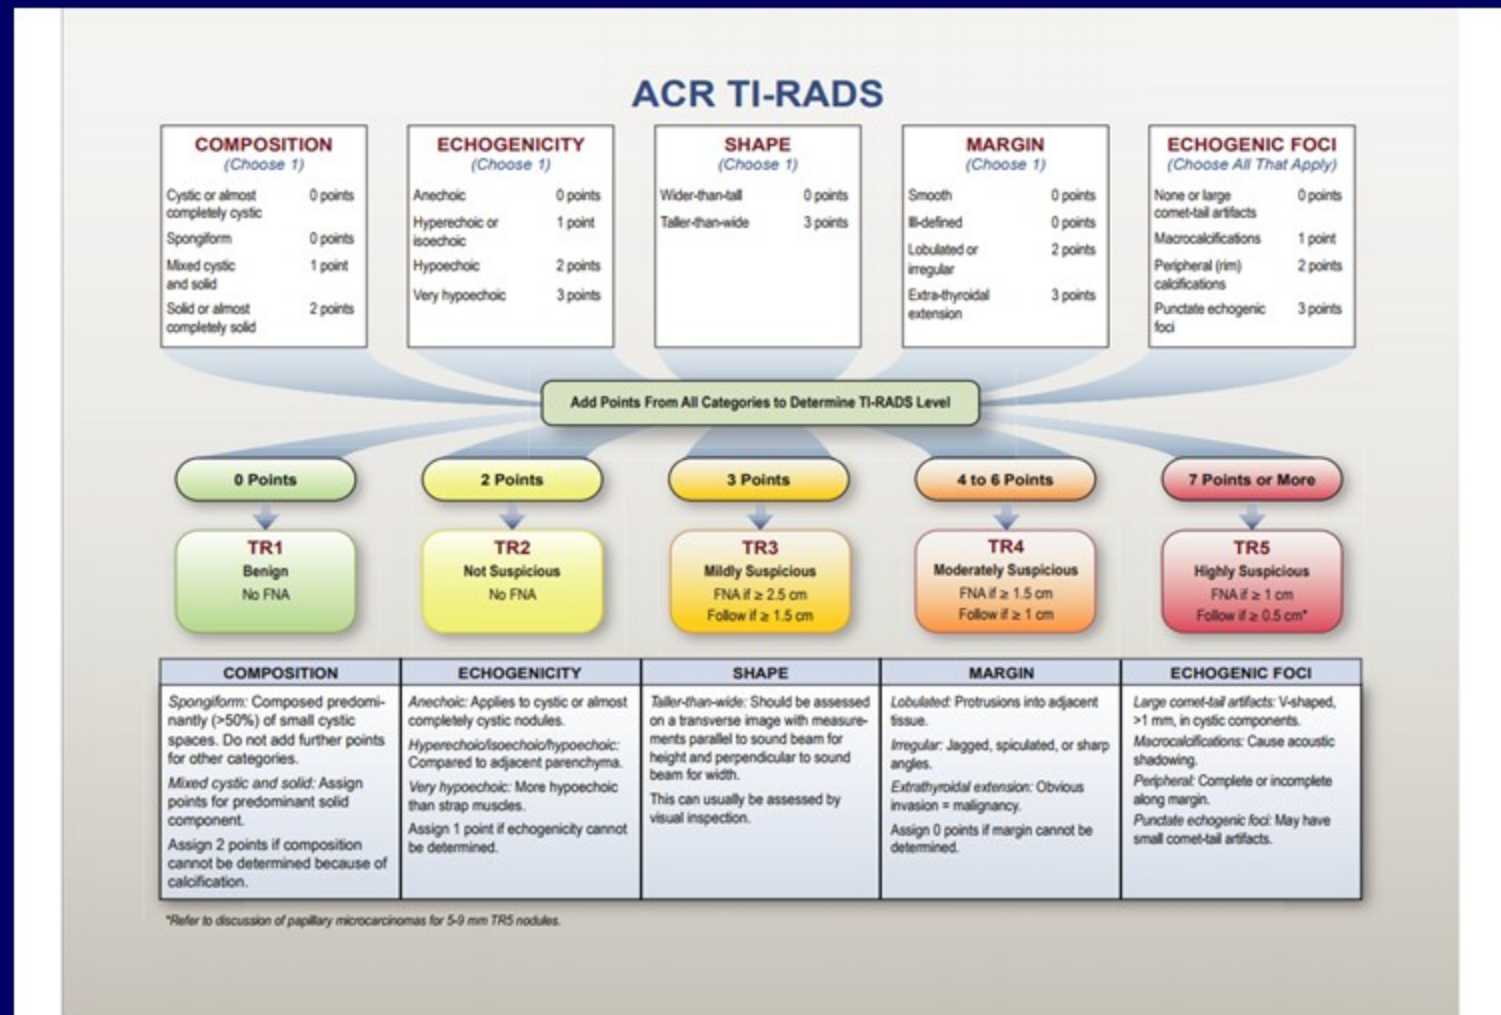 ACR TI-RADS
COMPOSITION
(Choose 1)
Cystic or almost 0 points
completely cystic
Spongiform 0 points
Mixed cystic 1 point
and solid
Solid or almost 2 points
completely solid
ECHOGENICITY
(Choose 1)
Anechoic 0 points
Hyperechoic or 1 point
isoechoic
Hypoechoic 2 points
Very hypoechoic 3 points
SHAPE
(Choose 1)
Wider-than-tall 0 points
Taller-than-wide 3 points
MARGIN
(Choose 1)
Smooth 0 points
Ill-defined 0 points
Lobulated or 2 points
irregular
Extra-thyroidal 3 points
extension
ECHOGENIC FOCI
(Choose All That Apply)
None or large 0 points
comet-tail artifacts
Macrocalcifications 1 point
Peripheral (rim) 2 points
calcifications
Punctate echogenic 3 points
foci
Add Points From All Categories to Determine TI-RADS Level
0 Points
2 Points
3 Points
4 to 6 Points
7 Points or More
TR1
Benign
No FNA
TR2
Not Suspicious
No FNA
TR3
Mildly Suspicious
FNA if ≥ 2.5 cm
Follow if ≥ 1.5 cm
TR4
Moderately Suspicious
FNA if ≥ 1.5 cm
Follow if ≥ 1 cm
TR5
Highly Suspicious
FNA if ≥ 1 cm
Follow if ≥ 0.5 cm*
COMPOSITION
Spongiform: Composed predomi-
nantly (>50%) of small cystic
spaces. Do not add further points
for other categories.
Mixed cystic and solid: Assign
points for predominant solid
component.
Assign 2 points if composition
cannot be determined because of
calcification.
ECHOGENICITY
Anechoic: Applies to cystic or almost
completely cystic nodules.
Hyperechoic/isoechoic/hypoechoic:
Compared to adjacent parenchyma.
Very hypoechoic: More hypoechoic
than strap muscles.
Assign 1 point if echogenicity cannot
be determined.
SHAPE
Taller-than-wide: Should be assessed
on a transverse image with measure-
ments parallel to sound beam for
height and perpendicular to sound
beam for width.
This can usually be assessed by
visual inspection.
MARGIN
Lobulated: Protrusions into adjacent
tissue.
Irregular: Jagged, spiculated, or sharp
angles.
Extrathyroidal extension: Obvious
invasion = malignancy.
Assign 0 points if margin cannot be
determined.
ECHOGENIC FOCI
Large comet-tail artifacts: V-shaped,
>1 mm, in cystic components.
Macrocalcifications: Cause acoustic
shadowing.
Peripheral: Complete or incomplete
along margin.
Punctate echogenic foci: May have
small comet-tail artifacts.
*Refer to discussion of papillary microcarcinomas for 5-9 mm TR5 nodules.